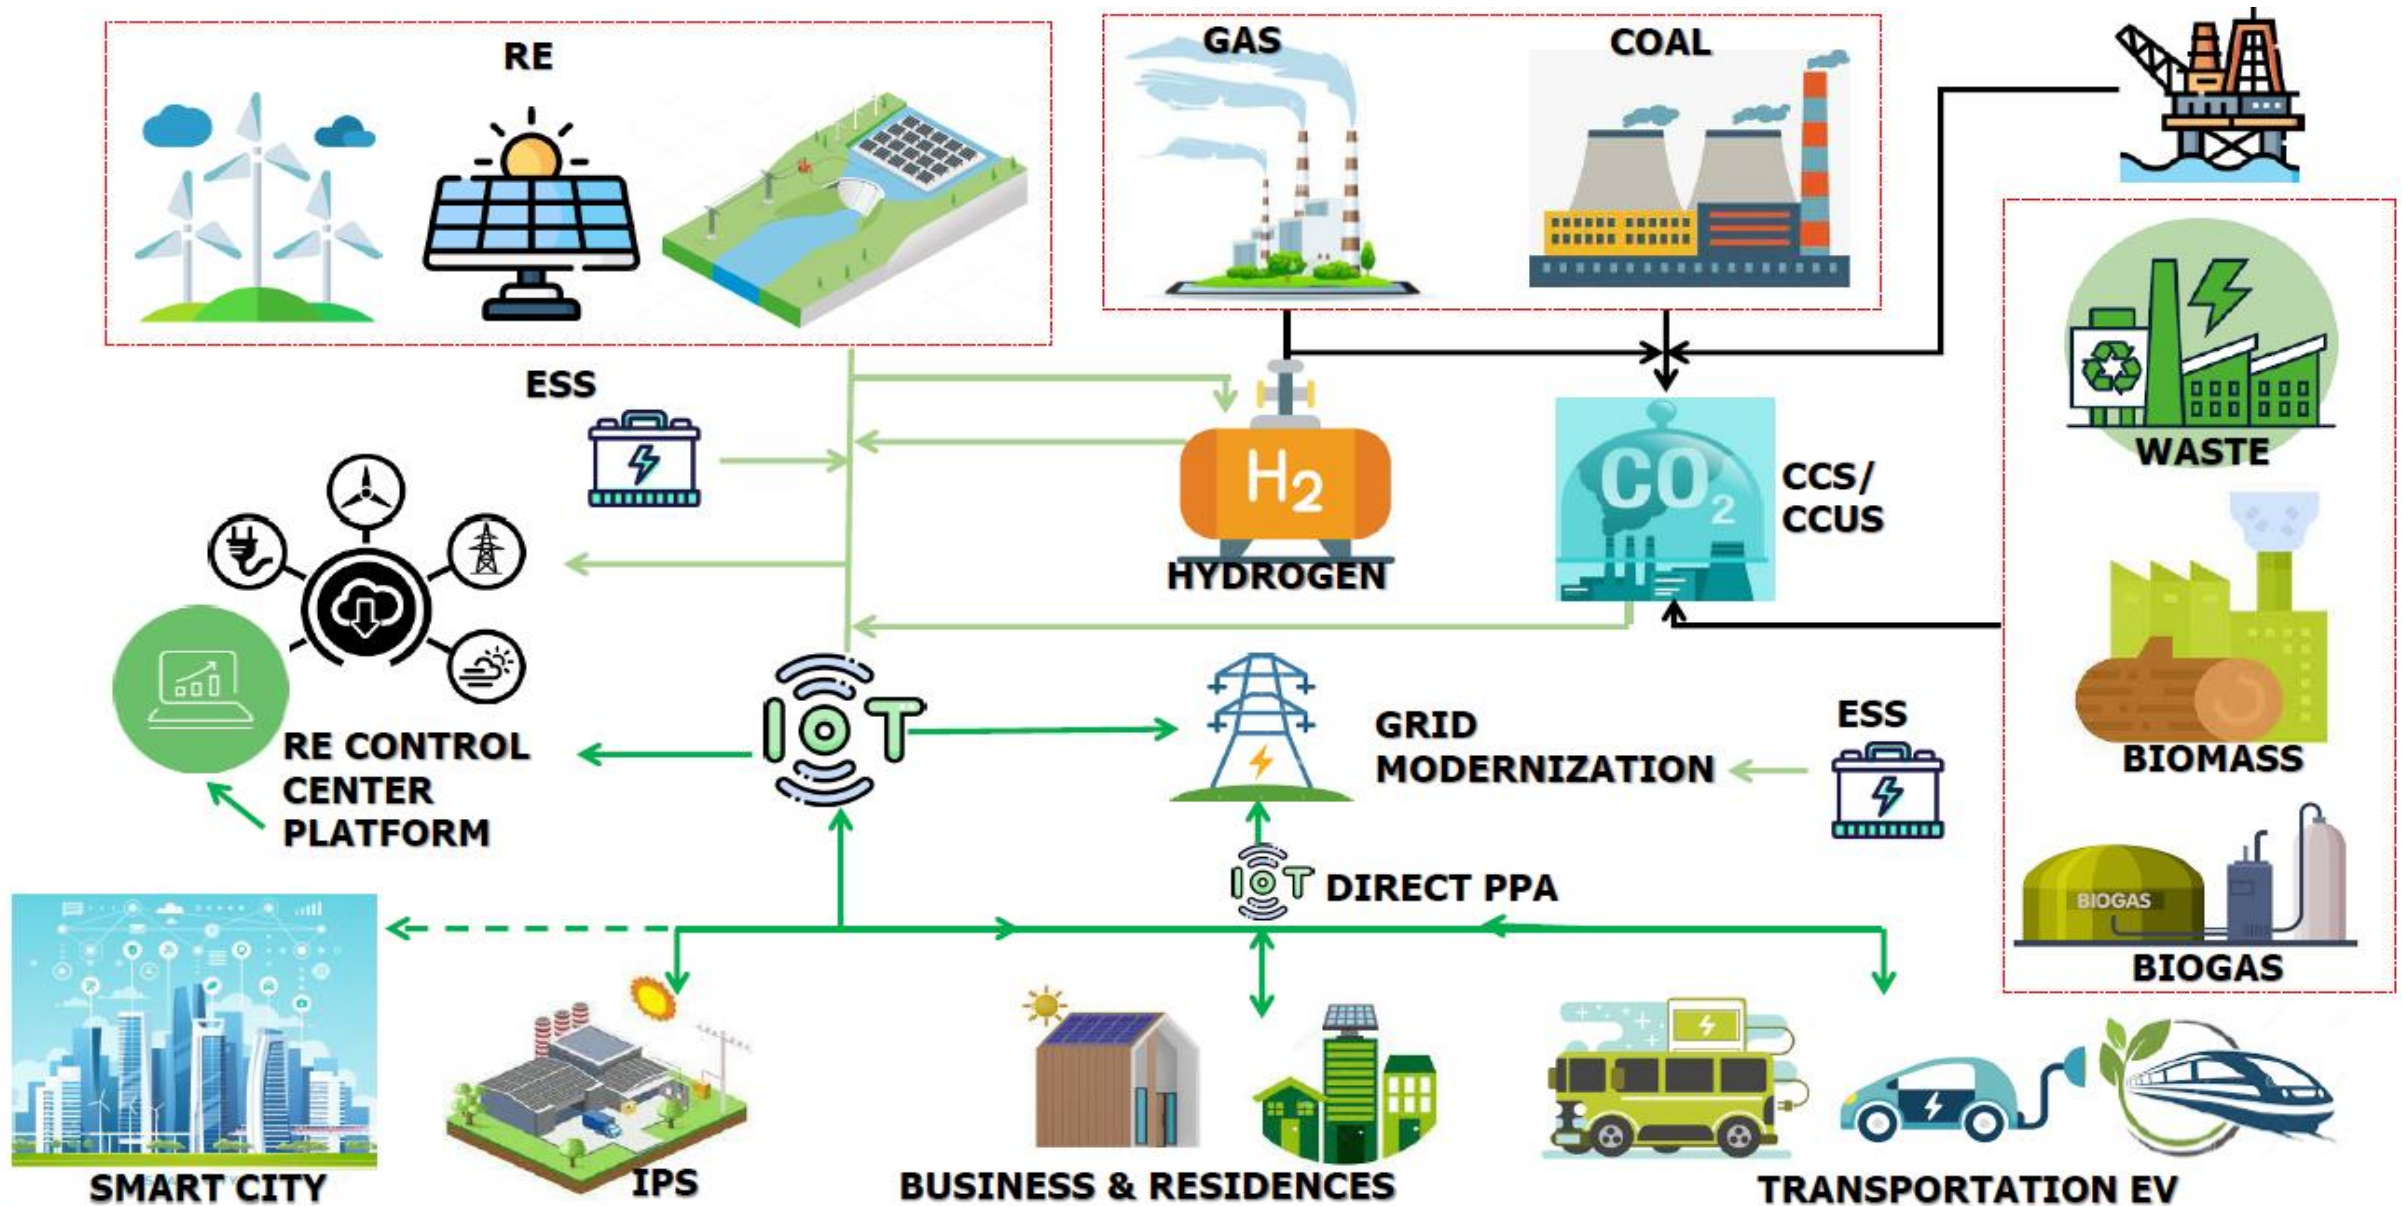 RE
GAS
COAL
ESS
H2
HYDROGEN
CO2
CCS/
CCUS
WASTE
BIOMASS
BIOGAS
BIOGAS
RE CONTROL
CENTER
PLATFORM
IOT
GRID
MODERNIZATION
ESS
IOT
DIRECT PPA
SMART CITY
IPS
BUSINESS & RESIDENCES
TRANSPORTATION EV